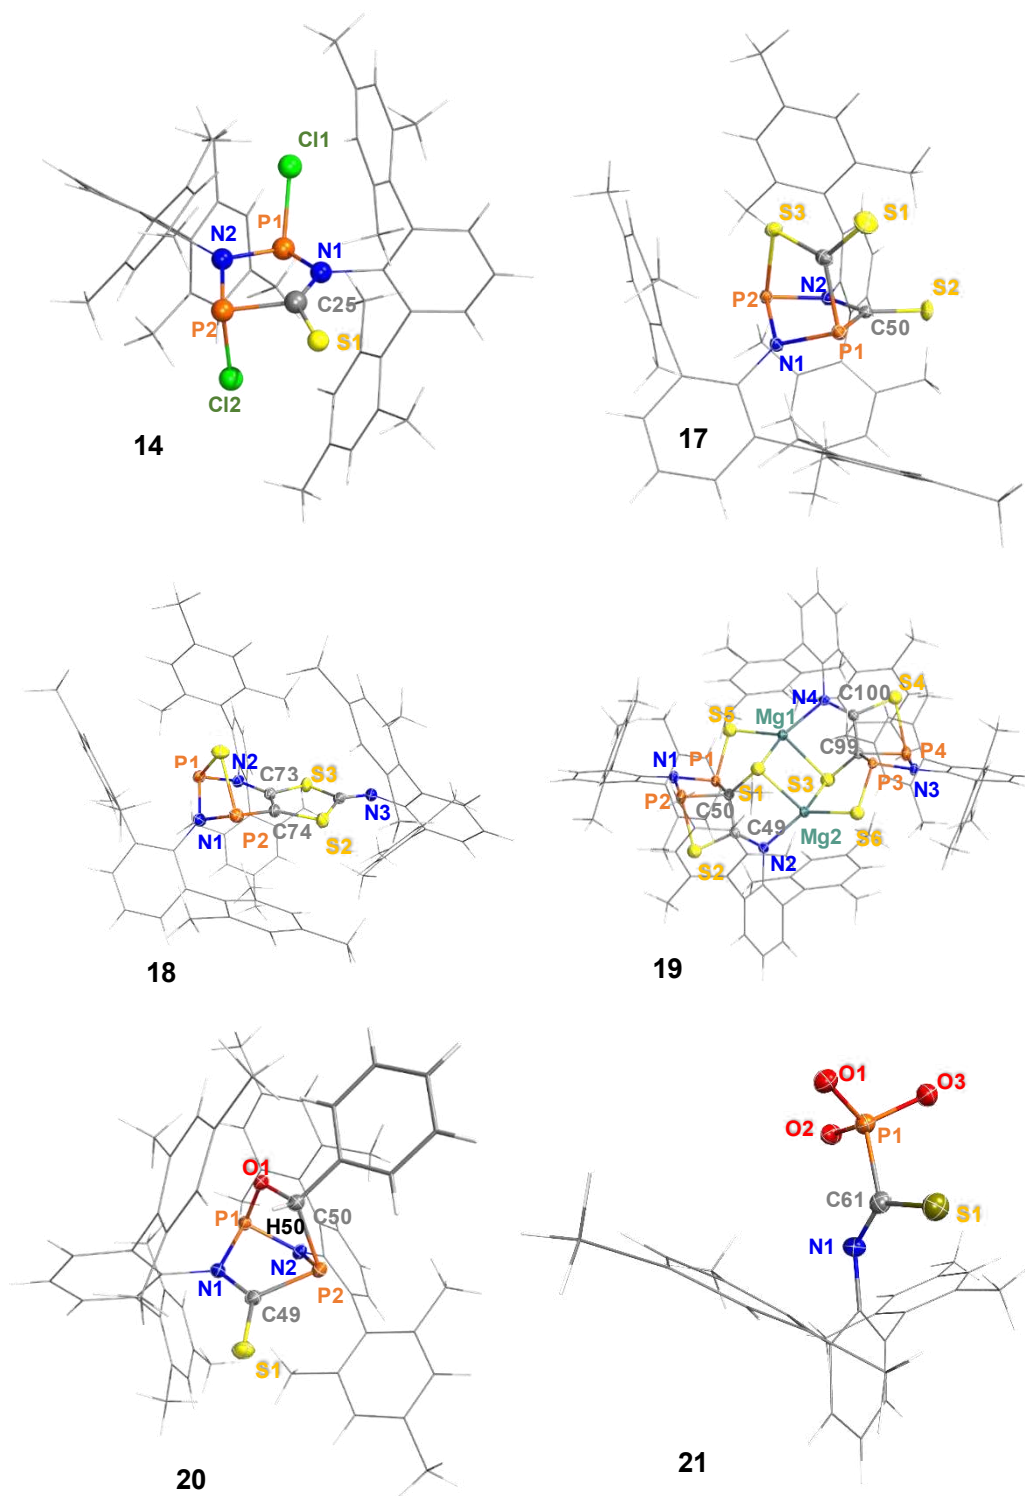 Cl1
P1
N2
N1
C25
P2
S1
Cl2
14
S3
S1
N2
S2
P2
C50
P1
N1
17
P1
N2
C73
S3
N3
C74
N1
P2
S2
18
N4
C100
S4
S5
Mg1
C99
P4
N1
P1
P3
N3
P2
S1
S3
C50
C49
Mg2
S6
S2
N2
19
O1
P1
C50
H50
N2
N1
P2
C49
S1
20
O1
O3
O2
P1
C61
S1
N1
21